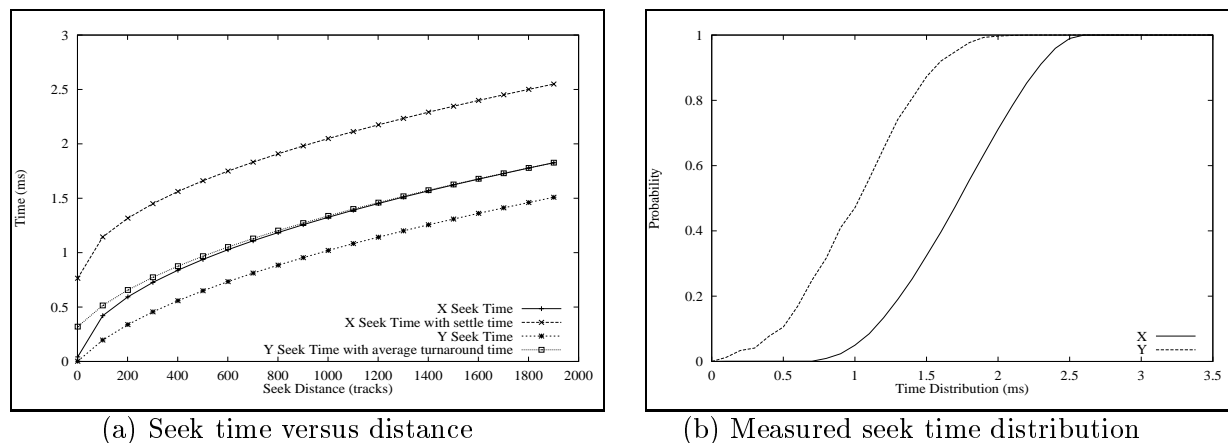 3
2.5
2
1.5
1
0.5
0
Time (ms)
0 200 400 600 800 1000 1200 1400 1600 1800 2000
Seek Distance (tracks)
X Seek Time
X Seek Time with settle time
Y Seek Time
Y Seek Time with average turnaround time
(a) Seek time versus distance
1
0.8
0.6
0.4
0.2
0
Probability
0 0.5 1 1.5 2 2.5 3 3.5
Time Distribution (ms)
X
Y
(b) Measured seek time distribution